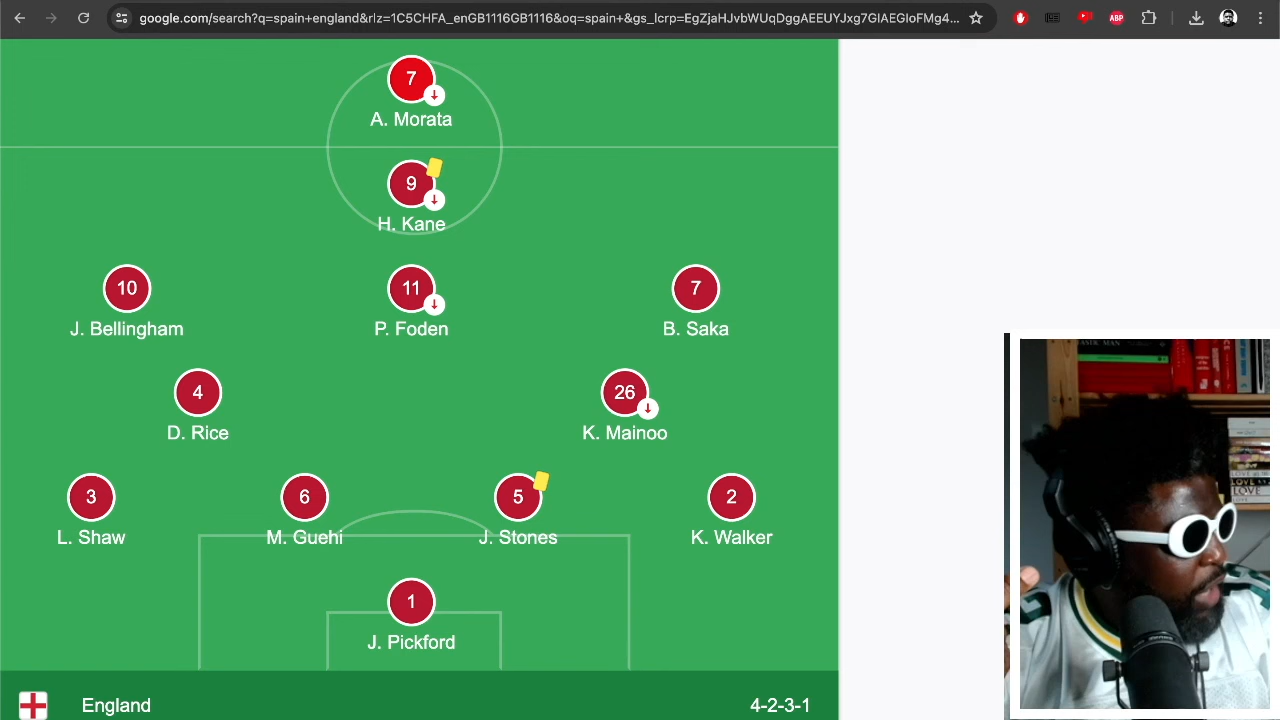 google.com/search?q=spain+england&rlz=1C5CHFA_enGB1116GB1116&oq=spain+&gs_lcrp=EgZjaHJvbWUqDggAEEUYJxg7GIAEGIoFMg4...
ABP
7
A. Morata
9
H. Kane
10
11
7
J. Bellingham
P. Foden
B. Saka
4
26
D. Rice
K. Mainoo
3
6
5
2
L. Shaw
M. Guehi
J. Stones
K. Walker
1
J. Pickford
England
4-2-3-1
LOVE